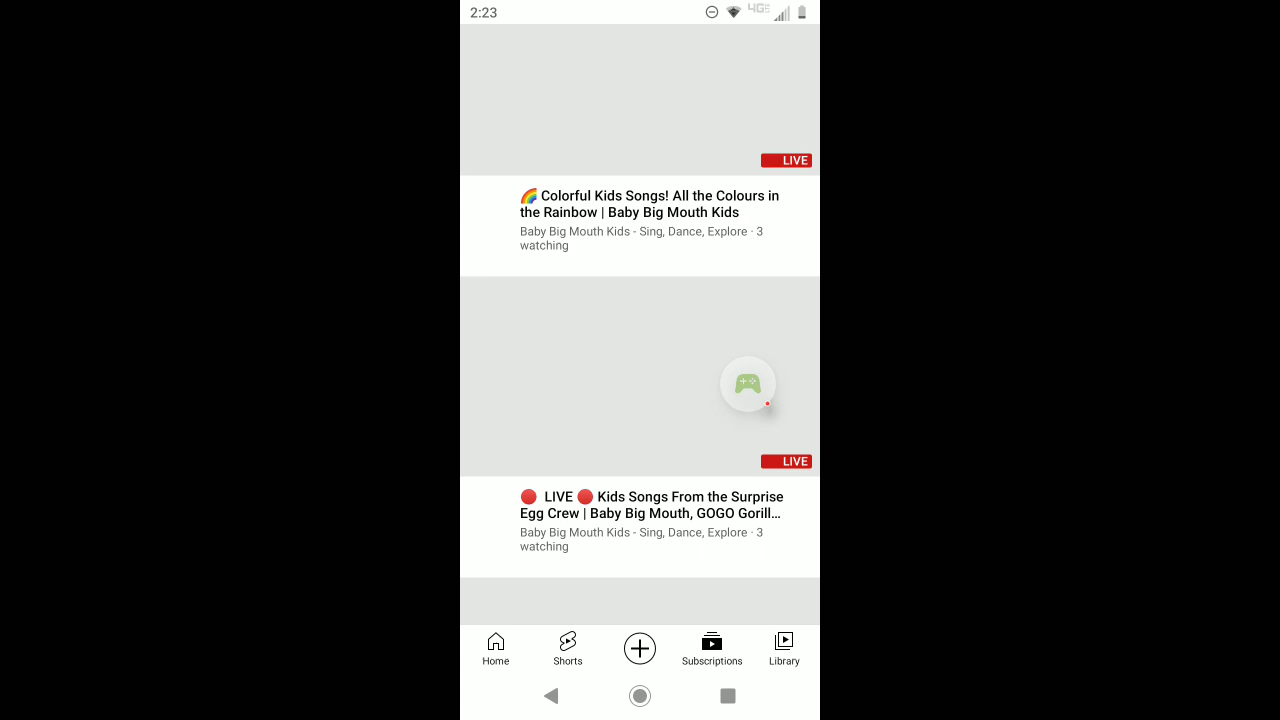 2:23
4G
LIVE
🌈 Colorful Kids Songs! All the Colours in
the Rainbow | Baby Big Mouth Kids
Baby Big Mouth Kids - Sing, Dance, Explore · 3
watching
LIVE
🔴 LIVE 🔴 Kids Songs From the Surprise
Egg Crew | Baby Big Mouth, GOGO Gorill...
Baby Big Mouth Kids - Sing, Dance, Explore · 3
watching
Home
Shorts
Subscriptions
Library